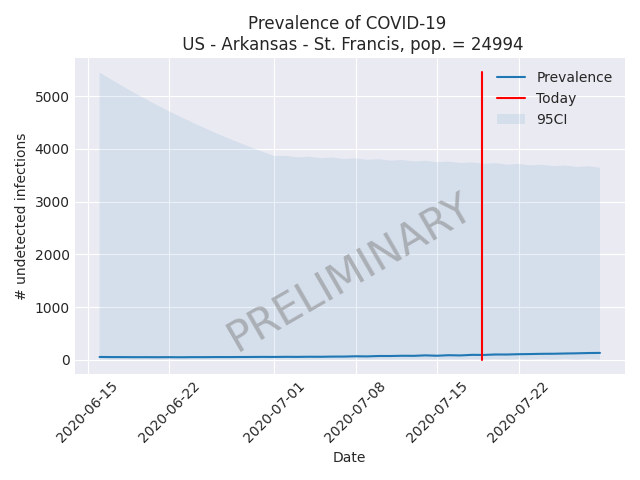 Prevalence of COVID-19
US - Arkansas - St. Francis, pop. = 24994
Prevalence
Today
95CI
# undetected infections
5000
4000
3000
2000
1000
0
PRELIMINARY
2020-06-15
2020-06-22
2020-07-01
2020-07-08
2020-07-15
2020-07-22
Date